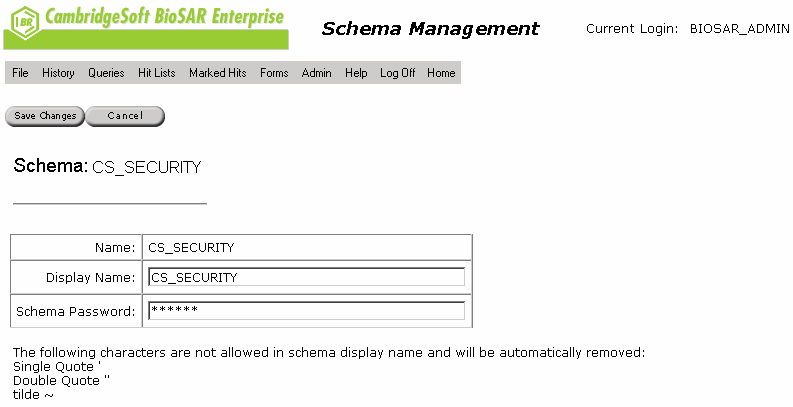 IBR CambridgeSoft BioSAR Enterprise
Schema Management
Current Login: BIOSAR_ADMIN
File History Queries Hit Lists Marked Hits Forms Admin Help Log Off Home
Save Changes Cancel
Schema: CS_SECURITY
Name: CS_SECURITY
Display Name: CS_SECURITY
Schema Password: ******
The following characters are not allowed in schema display name and will be automatically removed:
Single Quote '
Double Quote "
tilde ~